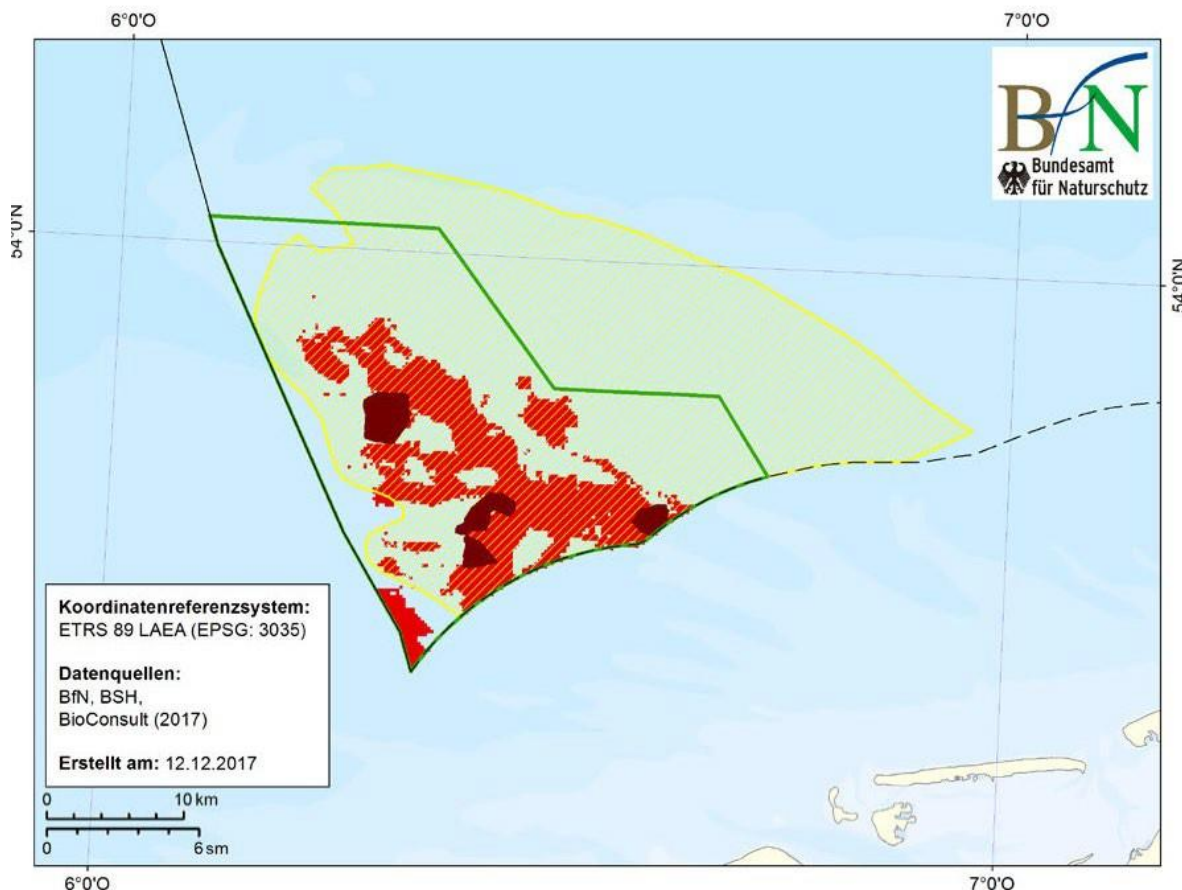 6°0'O
7°0'O
BfN
Bundesamt
für Naturschutz
54°0'N
54°0'N
Koordinatenreferenzsystem:
ETRS 89 LAEA (EPSG: 3035)
Datenquellen:
BfN, BSH,
BioConsult (2017)
Erstellt am: 12.12.2017
0 10 km
0 6 sm
6°0'O
7°0'O